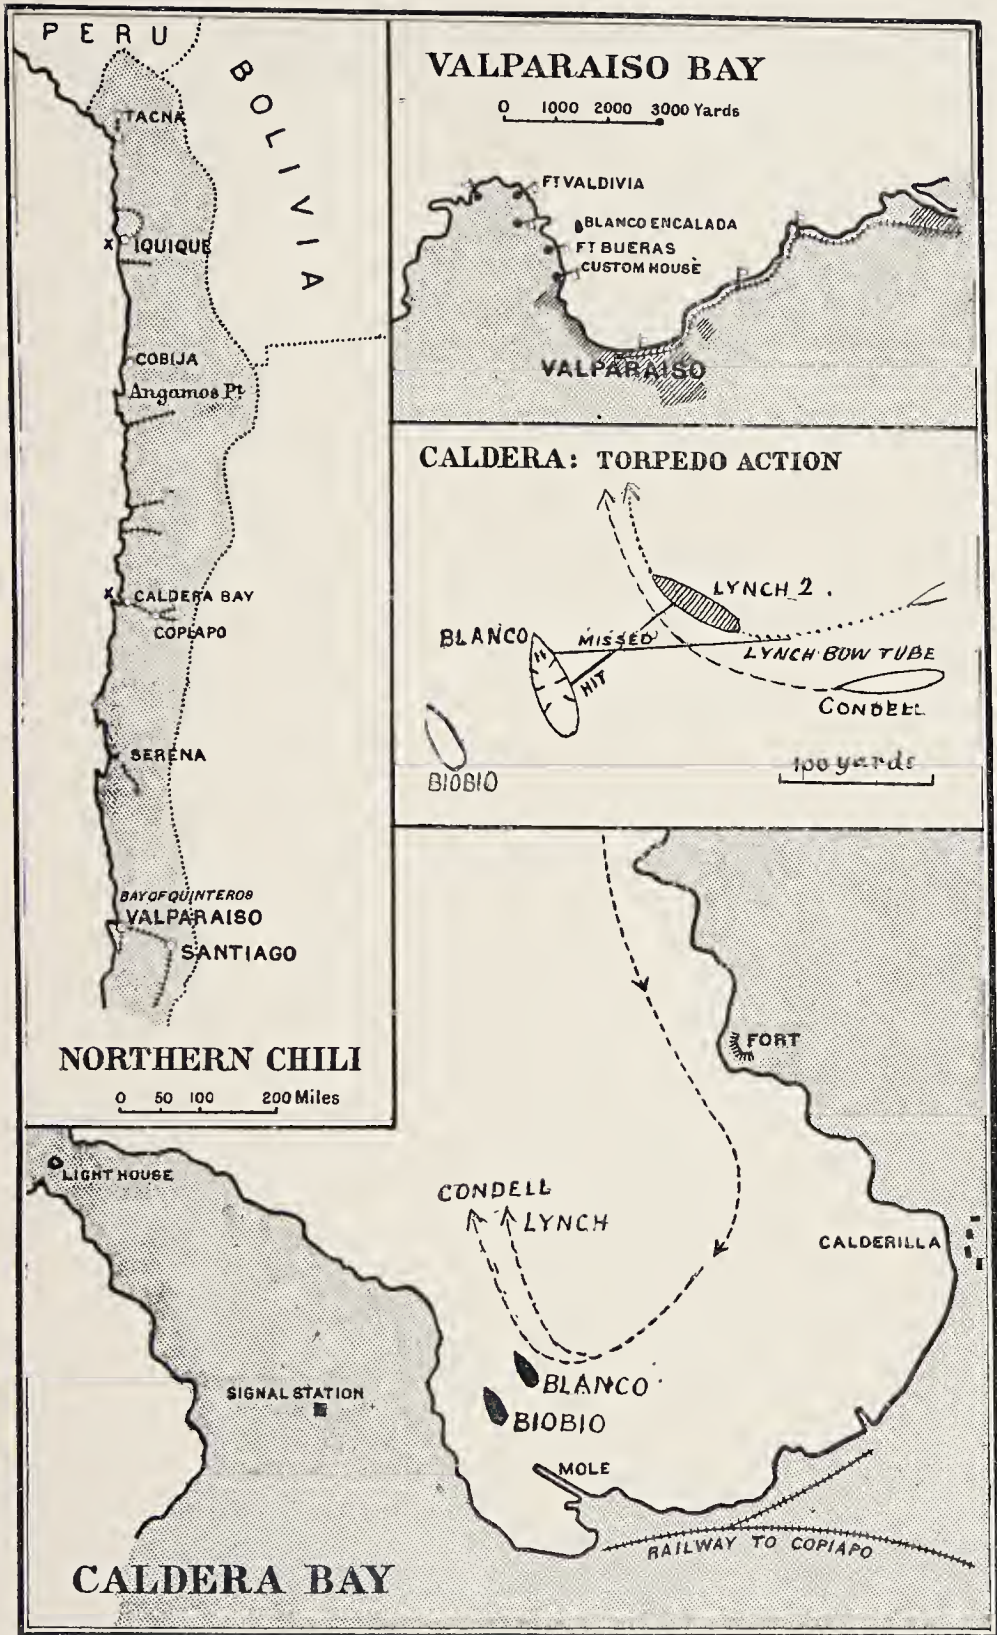 PERU
BOLIVIA
TACNA
IQUIQUE
COBIJA
Angamos Pt
CALDERA BAY
COPIAPO
SERENA
BAY OF QUINTEROS
VALPARAISO
SANTIAGO
NORTHERN CHILI
0 50 100 200 Miles
VALPARAISO BAY
0 1000 2000 3000 Yards
FT VALDIVIA
BLANCO ENCALADA
FT BUERAS
CUSTOM HOUSE
VALPARAISO
CALDERA: TORPEDO ACTION
LYNCH 2.
BLANCO
MISSED
LYNCH BOW TUBE
HIT
CONDELL
100 yards
BIOBIO
FORT
LIGHT HOUSE
CONDELL
LYNCH
CALDERILLA
BLANCO
SIGNAL STATION
BIOBIO
MOLE
RAILWAY TO COPIAPO
CALDERA BAY